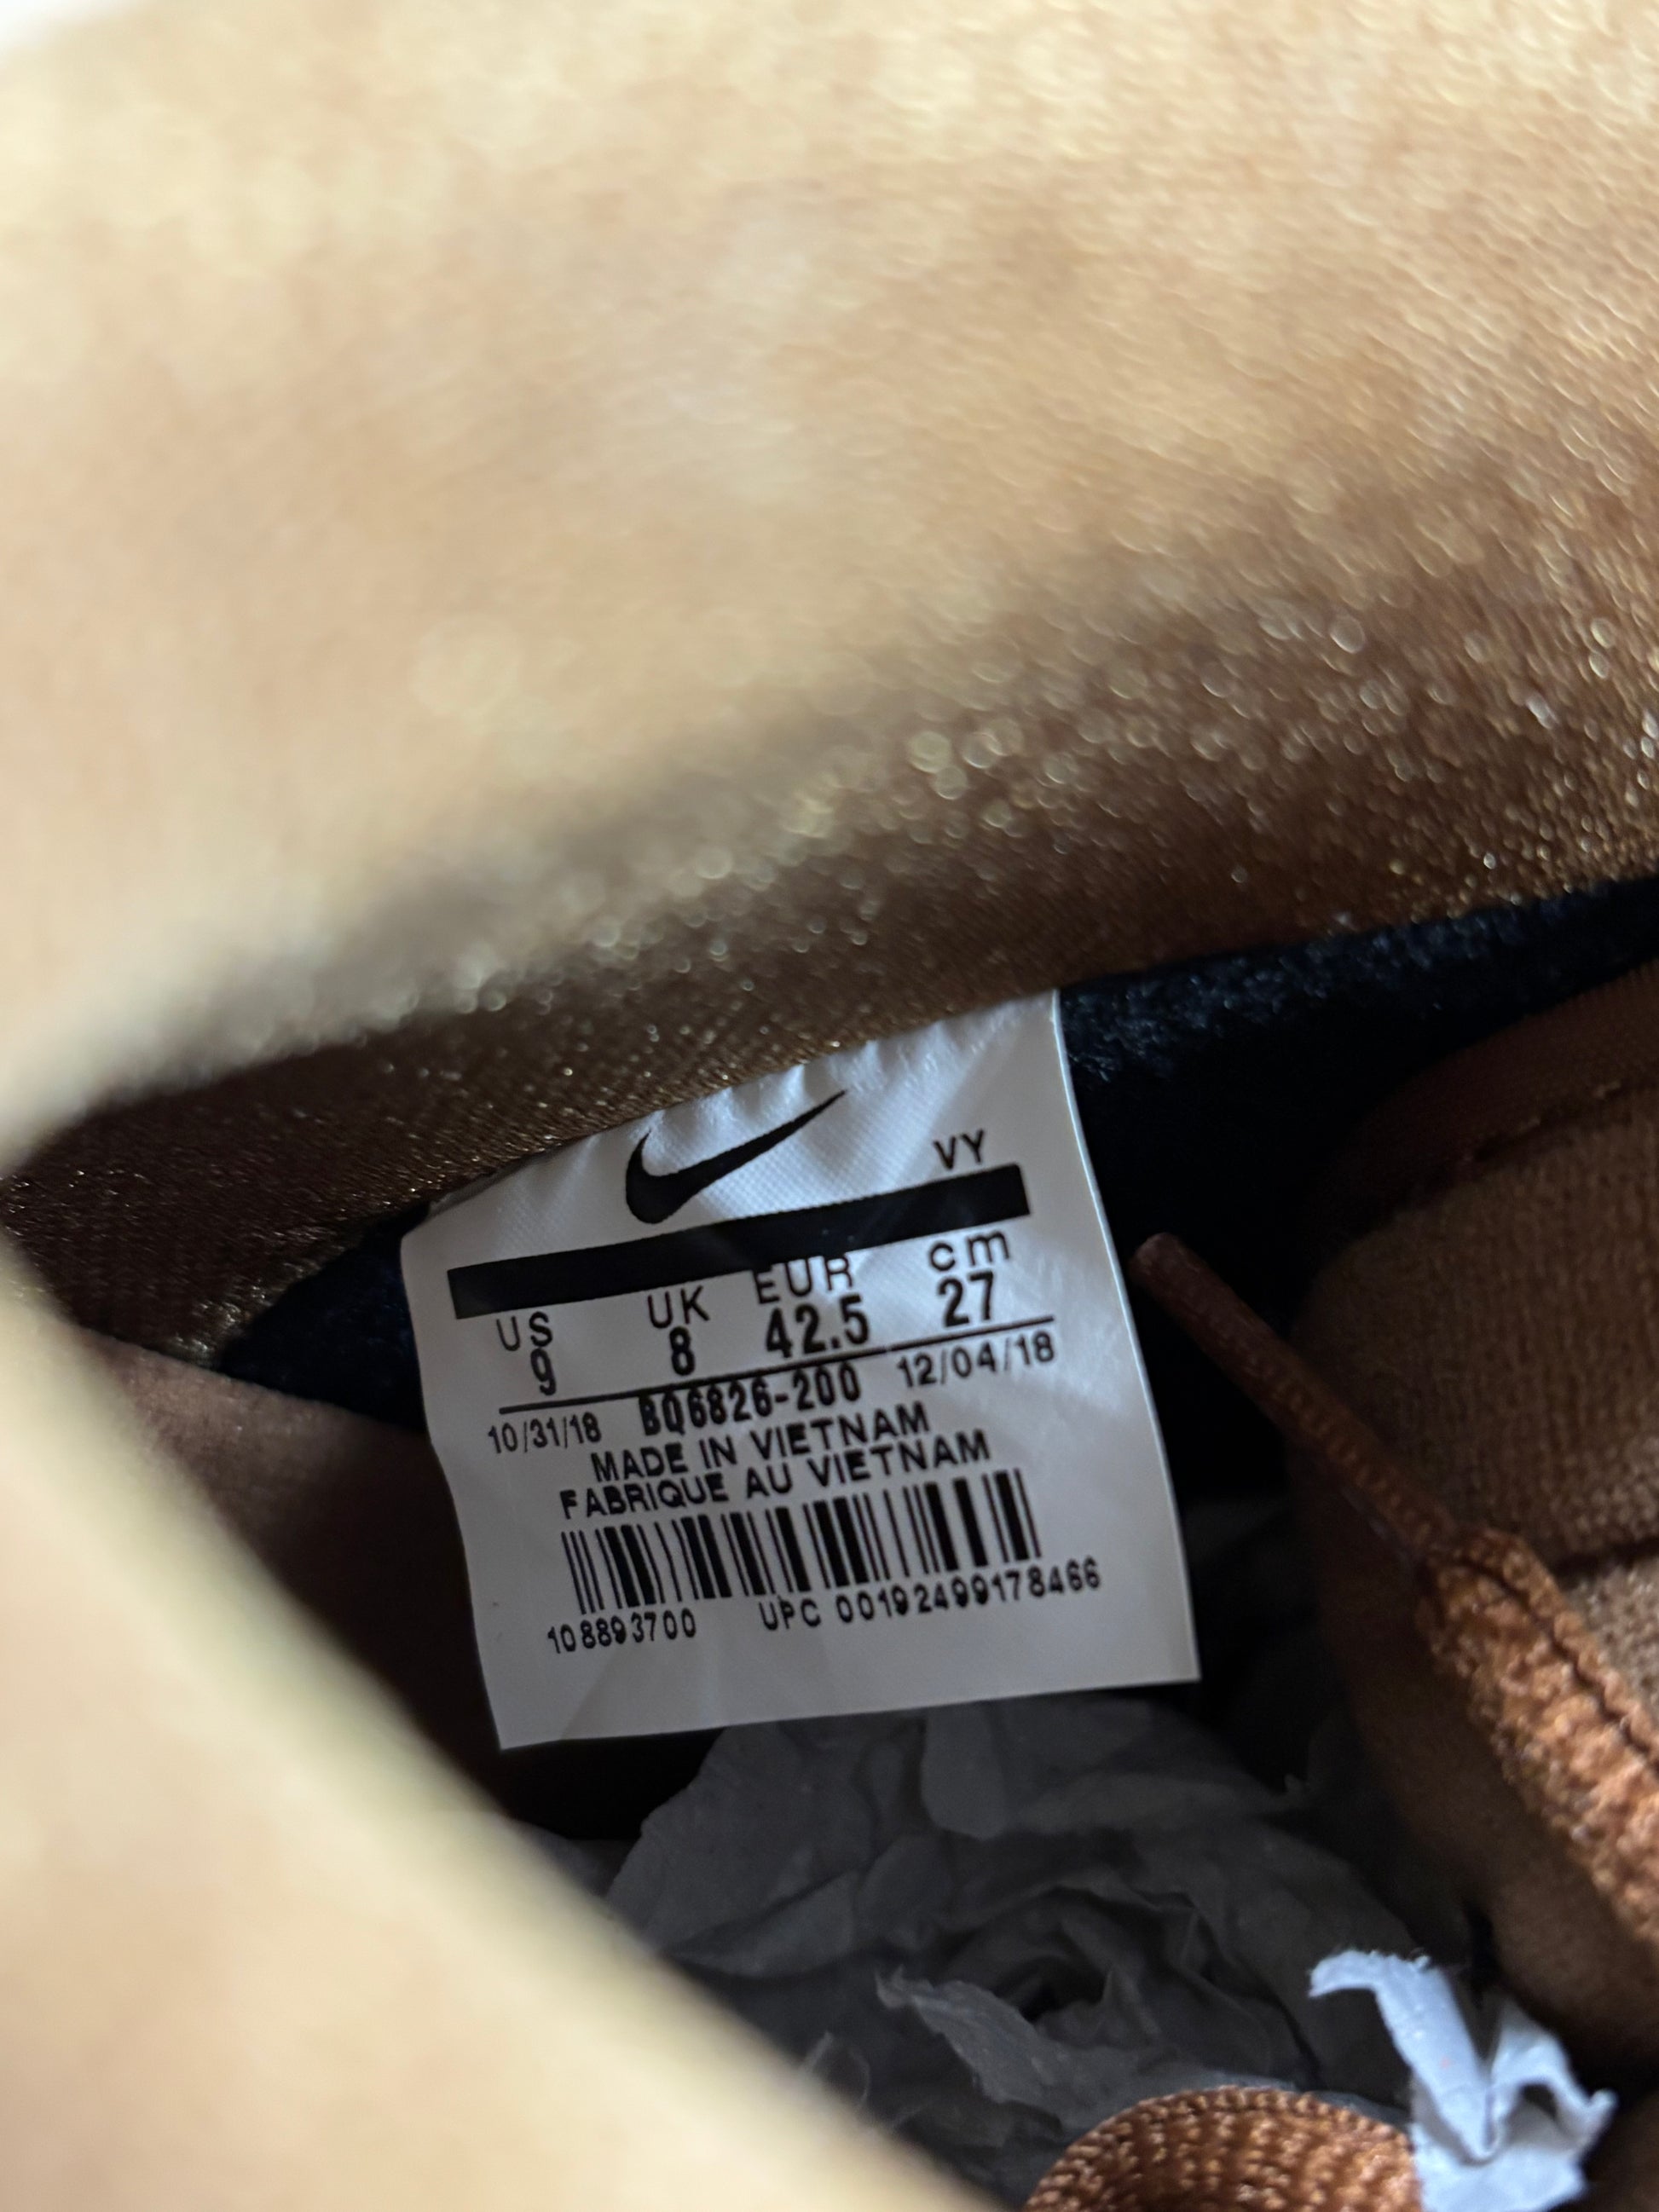 VY
US UK EUR cm
9 8 42.5 27
10/31/18 BQ6826-200 12/04/18
MADE IN VIETNAM
FABRIQUE AU VIETNAM
108893700 UPC 00192499178466